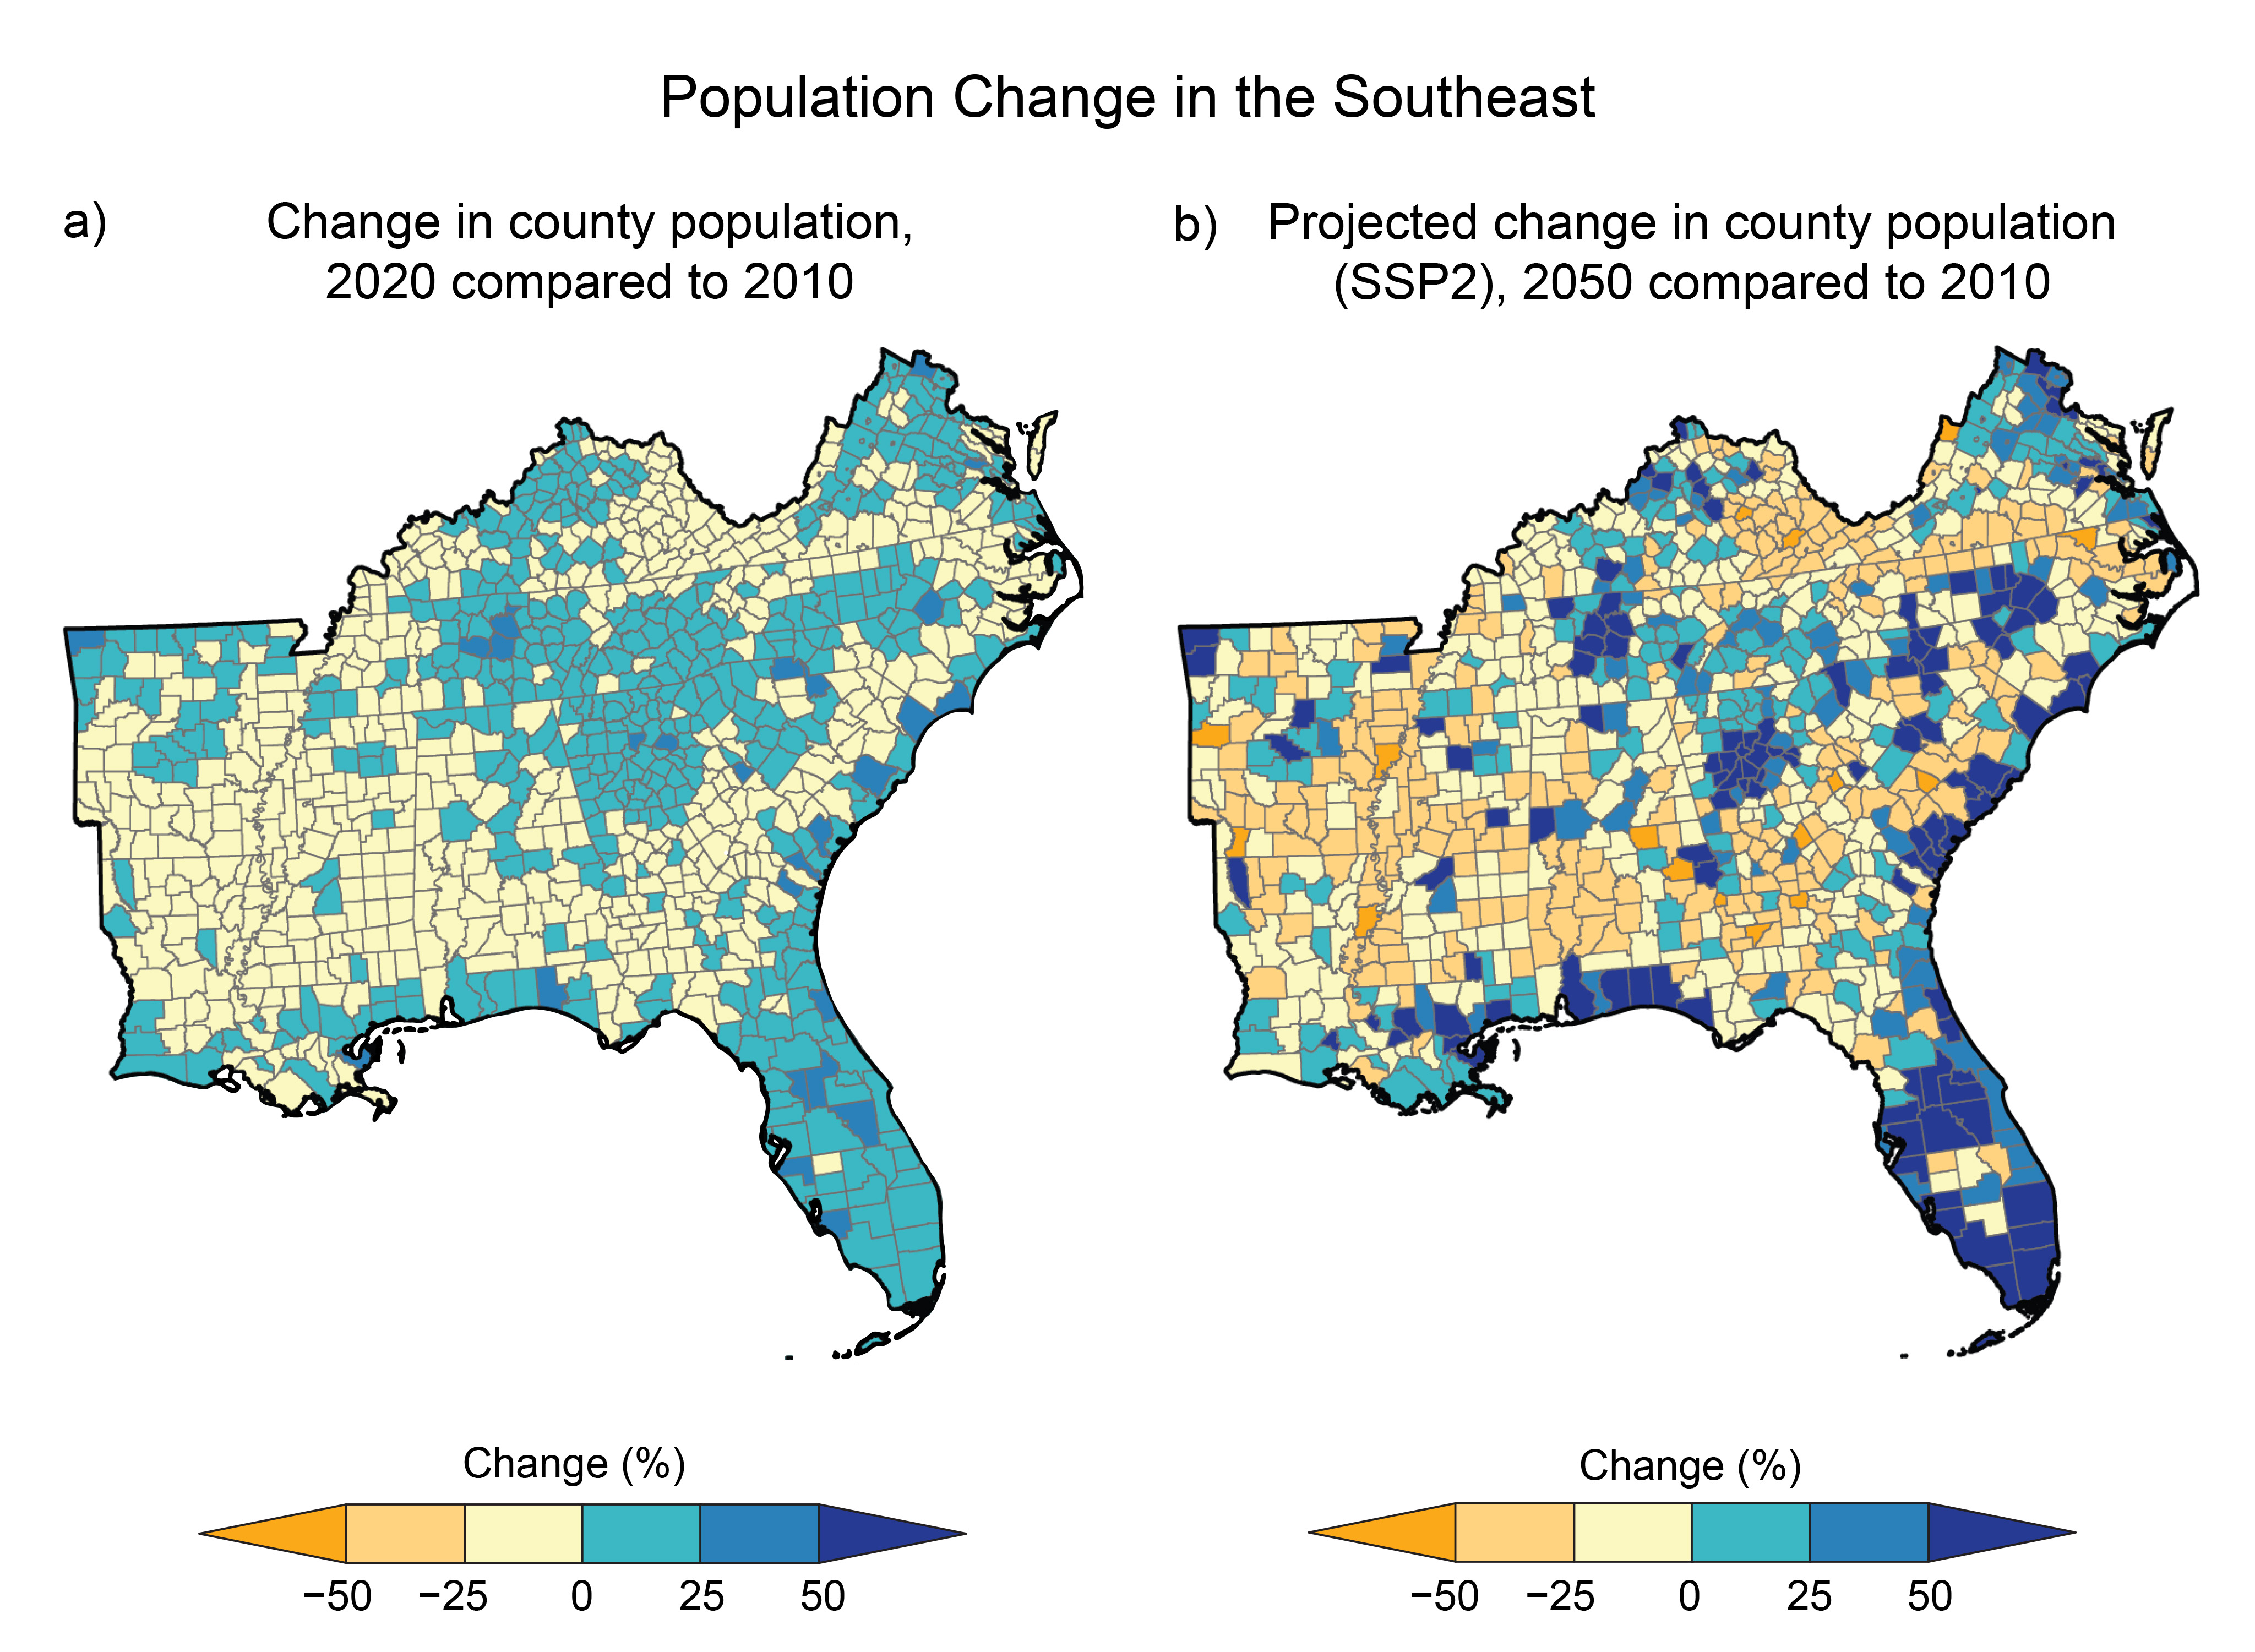 Population Change in the Southeast
a)
Change in county population,
2020 compared to 2010
b)
Projected change in county population
(SSP2), 2050 compared to 2010
Change (%)
−50 −25 0 25 50
Change (%)
−50 −25 0 25 50